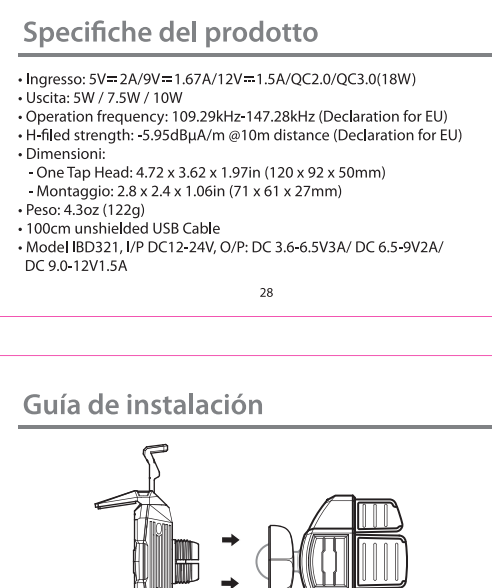 Specifiche del prodotto
• Ingresso: 5V⎓2A/9V⎓1.67A/12V⎓1.5A/QC2.0/QC3.0(18W)
• Uscita: 5W / 7.5W / 10W
• Operation frequency: 109.29kHz-147.28kHz (Declaration for EU)
• H-filed strength: -5.95dBµA/m @10m distance (Declaration for EU)
• Dimensioni:
- One Tap Head: 4.72 x 3.62 x 1.97in (120 x 92 x 50mm)
- Montaggio: 2.8 x 2.4 x 1.06in (71 x 61 x 27mm)
• Peso: 4.3oz (122g)
• 100cm unshielded USB Cable
• Model IBD321, I/P DC12-24V, O/P: DC 3.6-6.5V3A/ DC 6.5-9V2A/
DC 9.0-12V1.5A
28
Guía de instalación